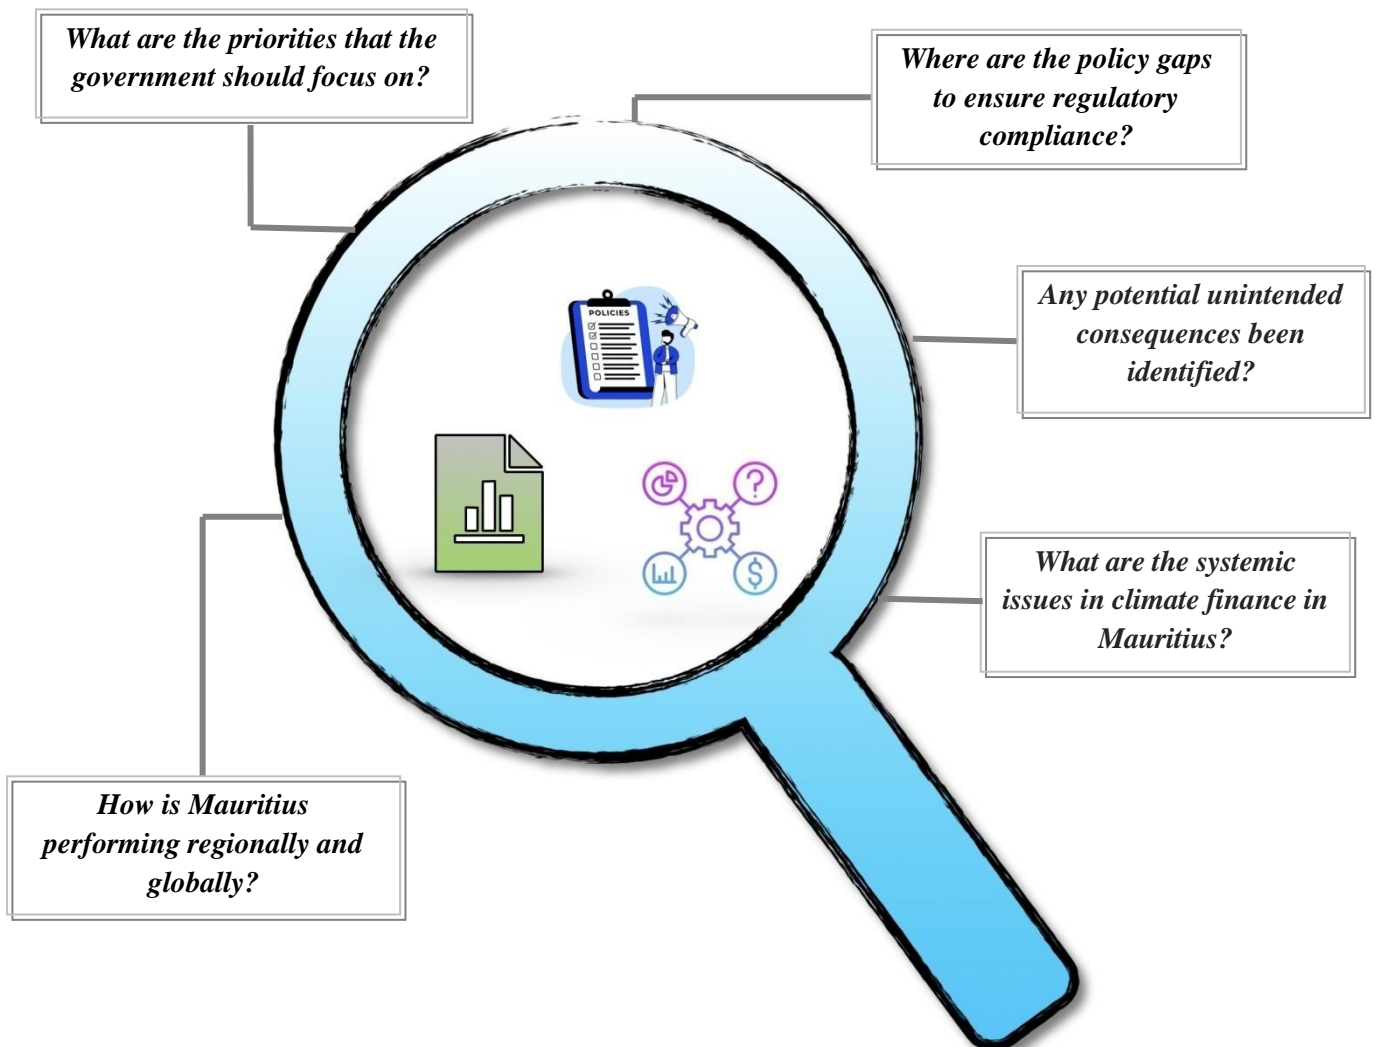 What are the priorities that the
government should focus on?
Where are the policy gaps
to ensure regulatory
compliance?
Any potential unintended
consequences been
identified?
POLICIES
?
$
What are the systemic
issues in climate finance in
Mauritius?
How is Mauritius
performing regionally and
globally?